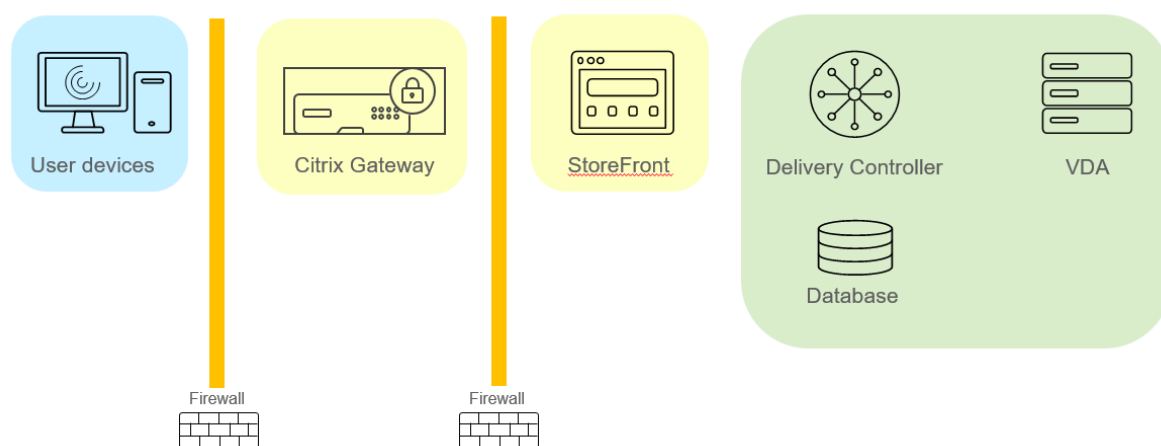 User devices
Citrix Gateway
StoreFront
Delivery Controller
VDA
Database
Firewall
Firewall